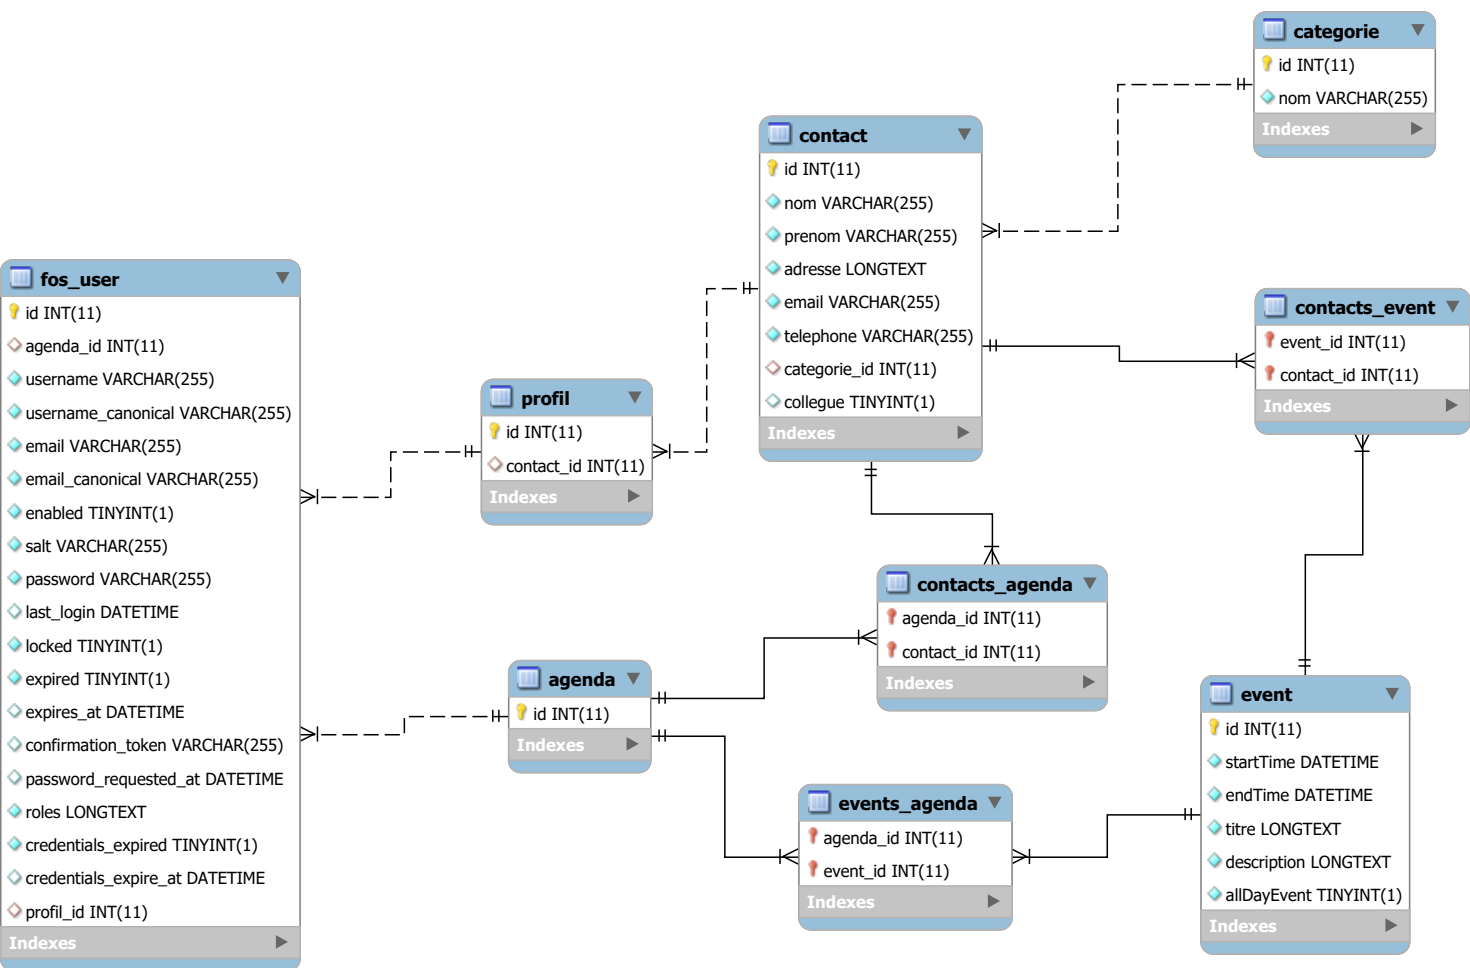 categorie
id INT(11)
nom VARCHAR(255)
Indexes
contact
id INT(11)
nom VARCHAR(255)
prenom VARCHAR(255)
adresse LONGTEXT
email VARCHAR(255)
telephone VARCHAR(255)
categorie_id INT(11)
collegue TINYINT(1)
Indexes
fos_user
id INT(11)
agenda_id INT(11)
username VARCHAR(255)
username_canonical VARCHAR(255)
email VARCHAR(255)
email_canonical VARCHAR(255)
enabled TINYINT(1)
salt VARCHAR(255)
password VARCHAR(255)
last_login DATETIME
locked TINYINT(1)
expired TINYINT(1)
expires_at DATETIME
confirmation_token VARCHAR(255)
password_requested_at DATETIME
roles LONGTEXT
credentials_expired TINYINT(1)
credentials_expire_at DATETIME
profil_id INT(11)
Indexes
contacts_event
event_id INT(11)
contact_id INT(11)
Indexes
profil
id INT(11)
contact_id INT(11)
Indexes
contacts_agenda
agenda_id INT(11)
contact_id INT(11)
Indexes
agenda
id INT(11)
Indexes
event
id INT(11)
startTime DATETIME
endTime DATETIME
titre LONGTEXT
description LONGTEXT
allDayEvent TINYINT(1)
Indexes
events_agenda
agenda_id INT(11)
event_id INT(11)
Indexes